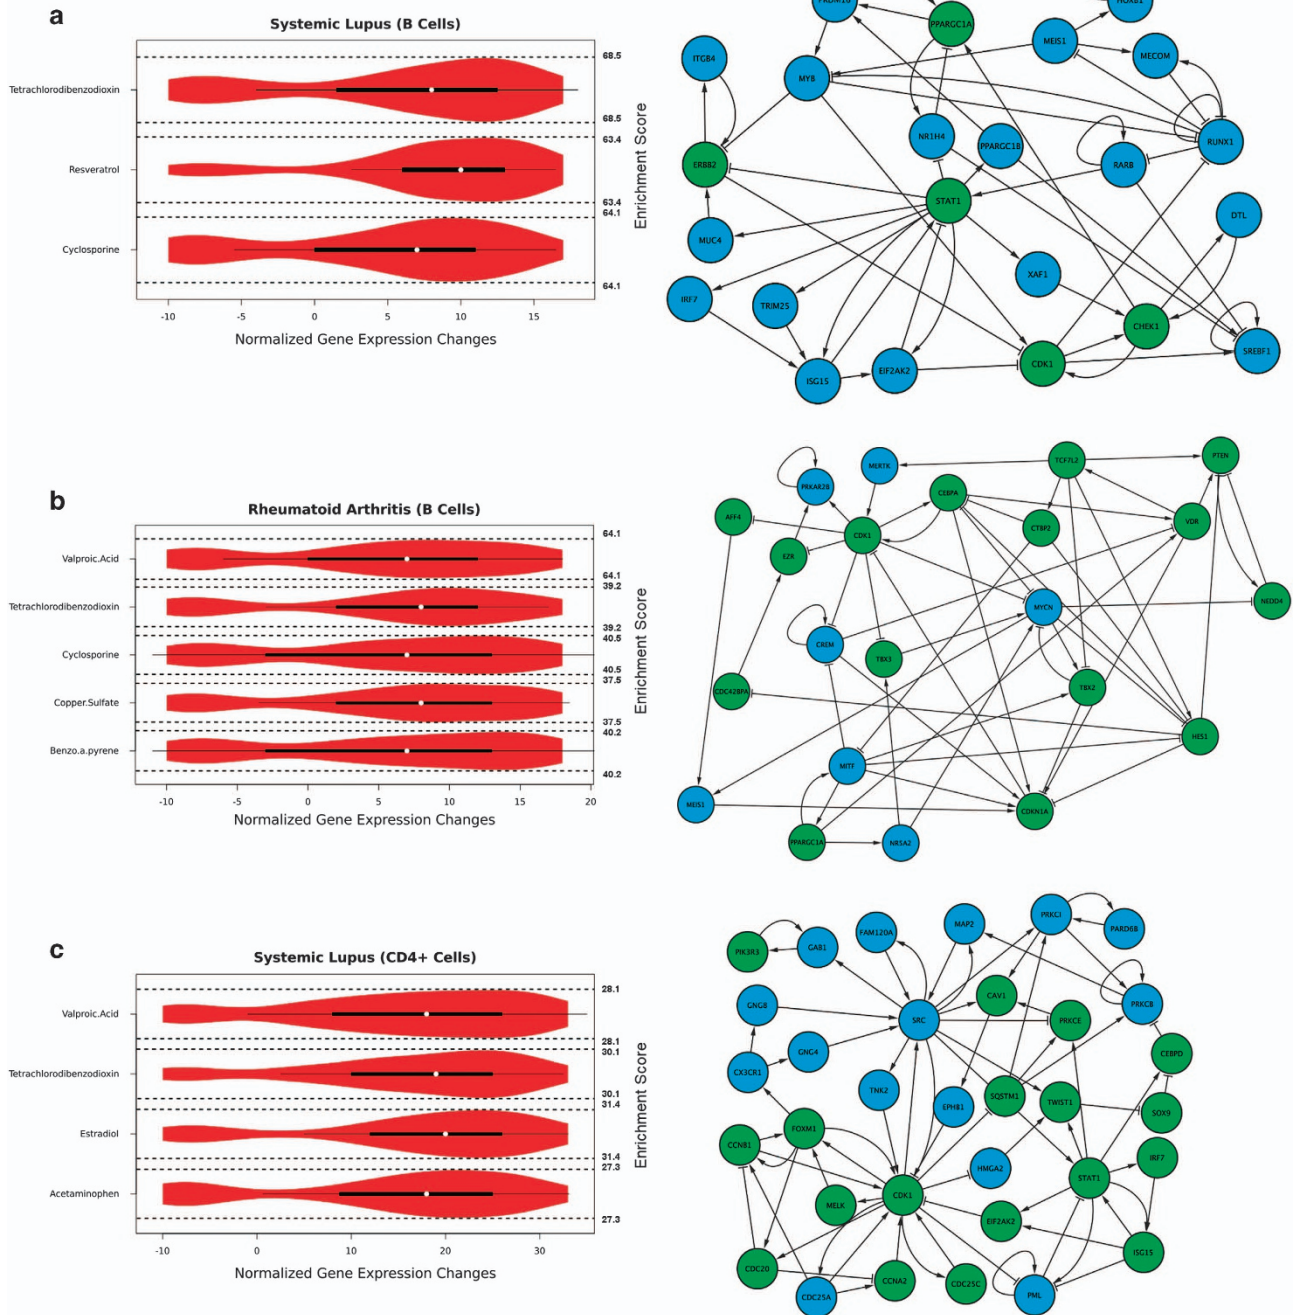 a
Systemic Lupus (B Cells)
68.5
Tetrachlorodibenzodioxin
68.5
63.4
Resveratrol
63.4
64.1
Cyclosporine
64.1
-10 -5 0 5 10 15
Normalized Gene Expression Changes
Enrichment Score
PPARGC1A
MEIS1
MECOM
ITGB4
MYB
NR1H4
PPARGC1B
RUNX1
RARB
ERBB2
STAT1
DTL
MUC4
XAF1
IRF7
TRIM25
CHEK1
SREBF1
ISG15
EIF2AK2
CDK1
b
Rheumatoid Arthritis (B Cells)
64.1
Valproic.Acid
64.1
39.2
Tetrachlorodibenzodioxin
39.2
40.5
Cyclosporine
40.5
37.5
Copper.Sulfate
37.5
40.2
Benzo.a.pyrene
40.2
-10 -5 0 5 10 15 20
Normalized Gene Expression Changes
Enrichment Score
MERTK
TCF7L2
PTEN
PRKAR2B
CEBPA
AFF4
CDK1
CTBP2
VDR
EZR
MYCN
NEDD4
CREM
TBX3
CDC42BPA
TBX2
HES1
MITF
MEIS1
CDKN1A
PPARGC1A
NR5A2
c
Systemic Lupus (CD4+ Cells)
28.1
Valproic.Acid
28.1
30.1
Tetrachlorodibenzodioxin
30.1
31.4
Estradiol
31.4
27.3
Acetaminophen
27.3
-10 0 10 20 30
Normalized Gene Expression Changes
Enrichment Score
PRKCI
PARD6B
MAP2
FAM120A
GAB1
PIK3R3
CAV1
PRKCB
GNG8
SRC
PRKCE
CEBPD
GNG4
CX3CR1
TNK2
SQSTM1
EPHB1
TWIST1
SOX9
FOXM1
CCNB1
IRF7
HMGA2
STAT1
CDK1
MELK
EIF2AK2
ISG15
CDC20
CCNA2
CDC25C
CDC25A
PML